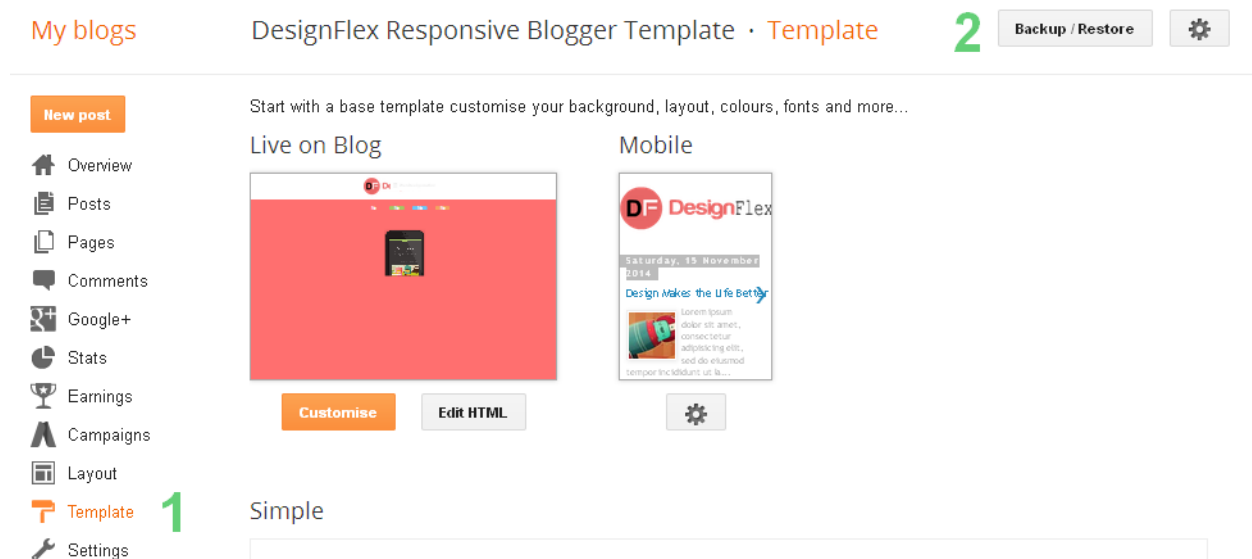 My blogs
DesignFlex Responsive Blogger Template · Template
2
Backup / Restore
New post
Overview
Posts
Pages
Comments
Google+
Stats
Earnings
Campaigns
Layout
Template
1
Settings
Start with a base template customise your background, layout, colours, fonts and more...
Live on Blog
Mobile
DF
DF DesignFlex
Saturday, 15 November
2014
Design Makes the Life Better
Lorem ipsum
dolor sit amet,
consectetur
adipisicing elit,
sed do eiusmod
tempor incididunt ut la....
Customise
Edit HTML
Simple